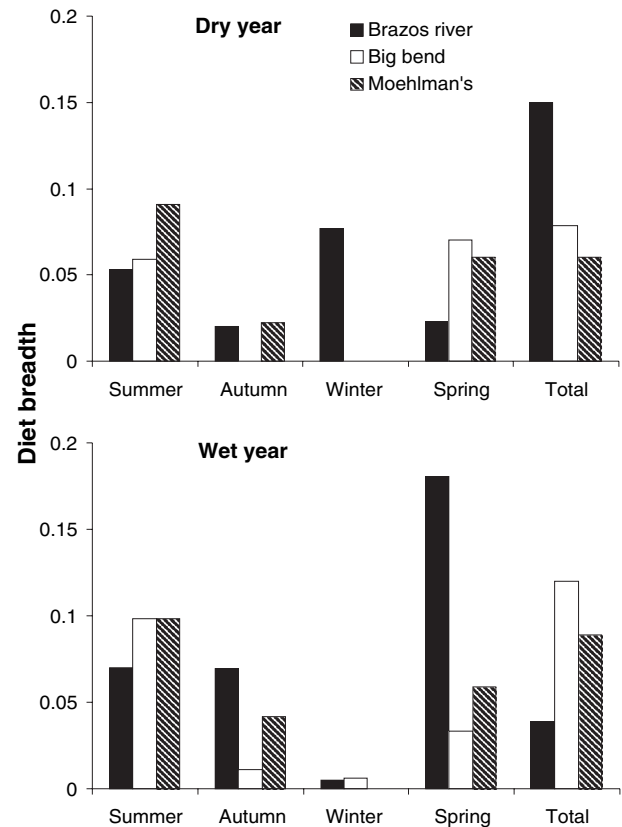 Dry year
Brazos river
Big bend
Moehlman's
0.2
0.15
0.1
0.05
0
Summer Autumn Winter Spring Total
Diet breadth
Wet year
0.2
0.15
0.1
0.05
0
Summer Autumn Winter Spring Total